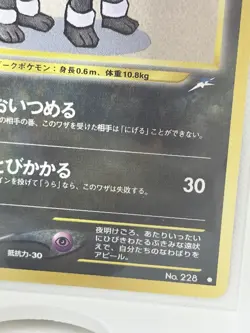 ークポケモン：身長0.6m、体重10.8kg
おいつめる
の相手の番、このワザを受けた相手は「にげる」ことができない。
とびかかる
30
インを投げて「うら」なら、このワザは失敗する。
抵抗力-30
夜明けごろ、あたりいったい
にひびきわたるぶきみな遠吠
えで、自分たちのなわばりを
アピール。
No. 228 ●